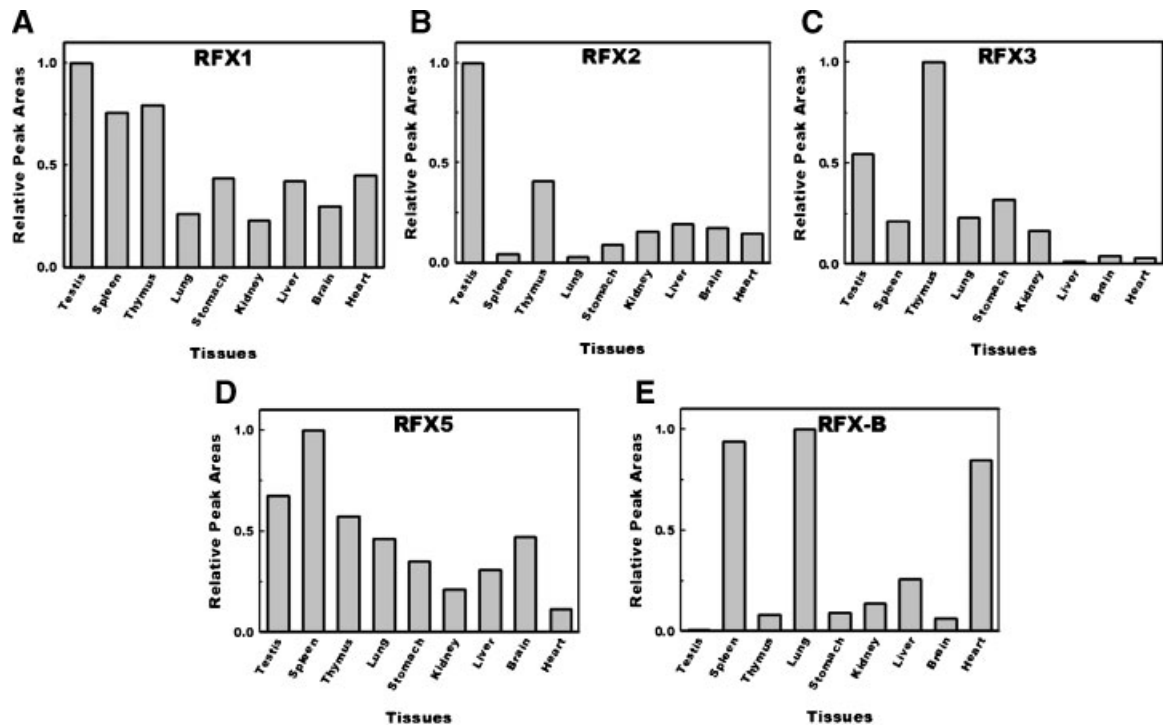 A
RFX1
Relative Peak Areas
1.0
0.5
0.0
Testis
Spleen
Thymus
Lung
Stomach
Kidney
Liver
Brain
Heart
Tissues
B
RFX2
Relative Peak Areas
1.0
0.5
0.0
Testis
Spleen
Thymus
Lung
Stomach
Kidney
Liver
Brain
Heart
Tissues
C
RFX3
Relative Peak Areas
1.0
0.5
0.0
Testis
Spleen
Thymus
Lung
Stomach
Kidney
Liver
Brain
Heart
Tissues
D
RFX5
Relative Peak Areas
1.0
0.5
0.0
Testis
Spleen
Thymus
Lung
Stomach
Kidney
Liver
Brain
Heart
Tissues
E
RFX-B
Relative Peak Areas
1.0
0.5
0.0
Testis
Spleen
Thymus
Lung
Stomach
Kidney
Liver
Brain
Heart
Tissues